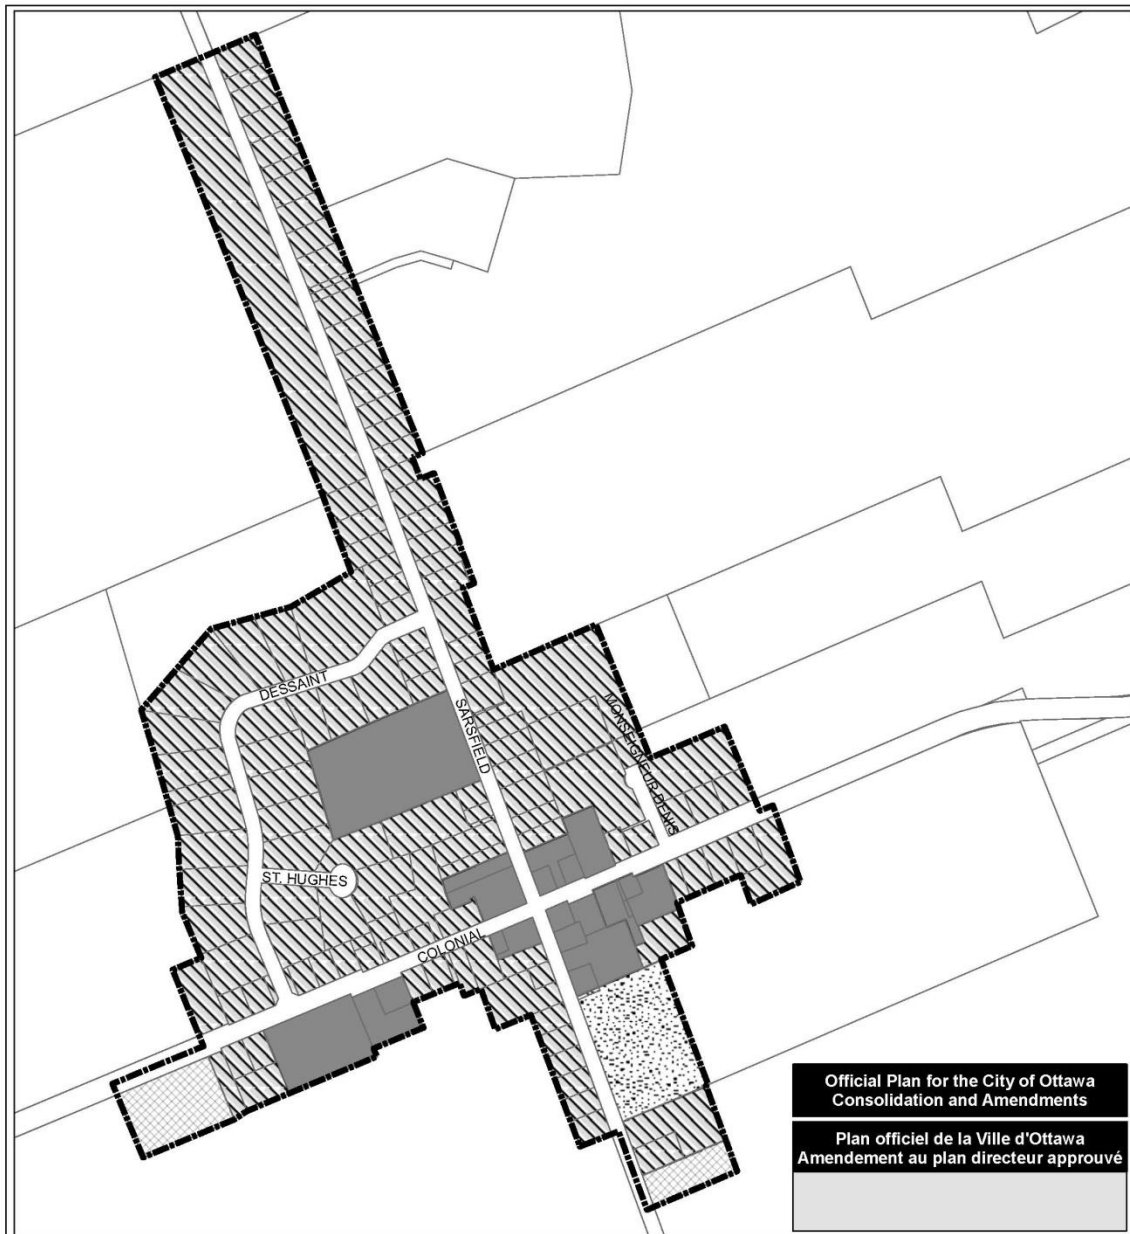 DESSAINT
SARSFIELD
MONSEIGNEUR DENIS
ST. HUGHES
COLONIAL
Official Plan for the City of Ottawa
Consolidation and Amendments
Plan officiel de la Ville d'Ottawa
Amendement au plan directeur approuvé